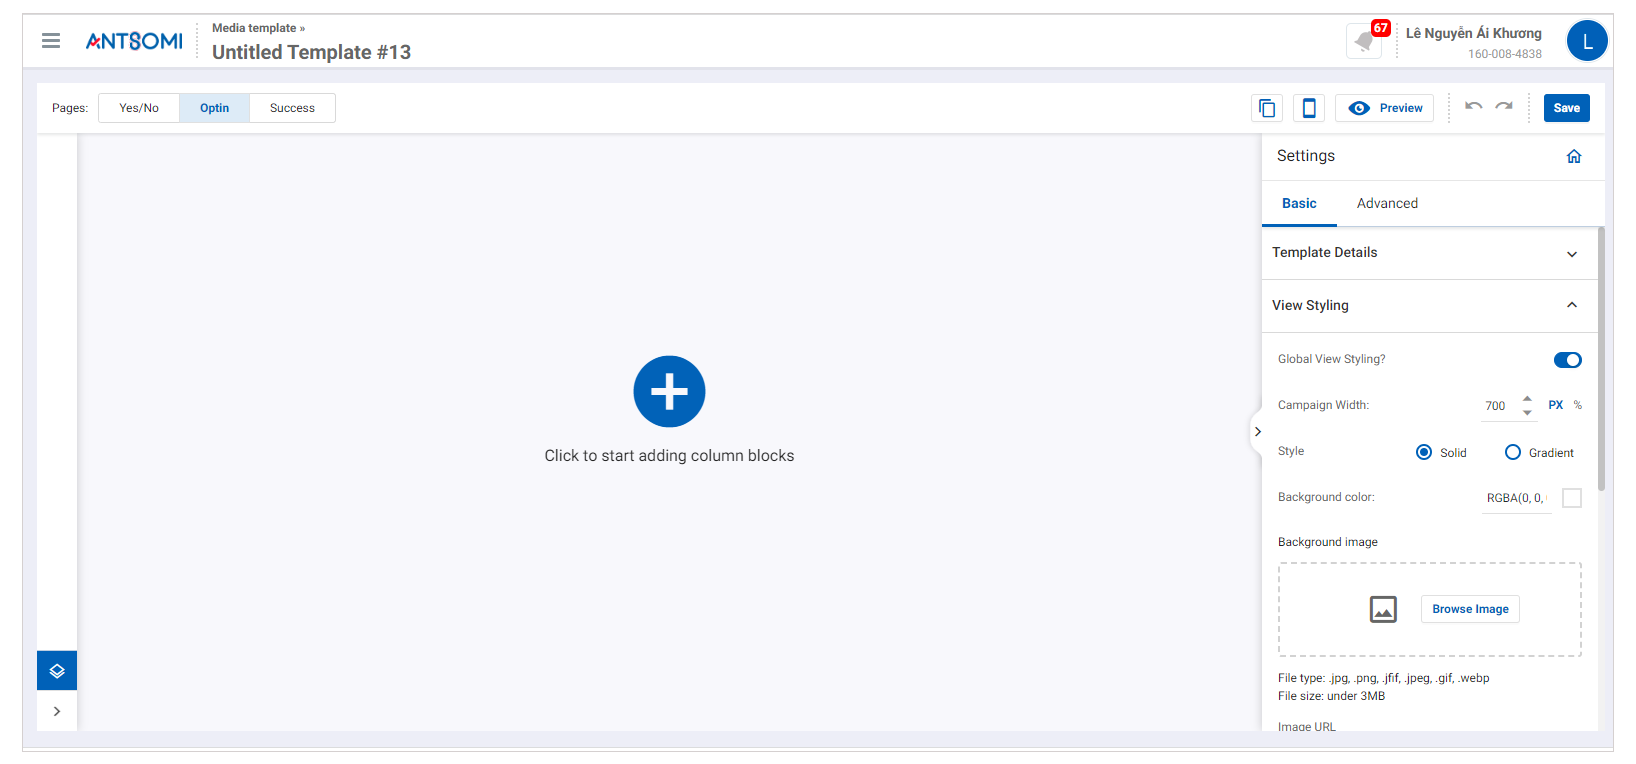 ANTSOMI
Media template »
Untitled Template #13
67
Lê Nguyễn Ái Khương
160-008-4838
L
Pages:
Yes/No
Optin
Success
Preview
Save
Settings
Basic
Advanced
Template Details
View Styling
Global View Styling?
Campaign Width:
700
PX
%
Style
Solid
Gradient
Background color:
RGBA(0, 0,
Background image
Browse Image
File type: .jpg, .png, .jfif, .jpeg, .gif, .webp
File size: under 3MB
Image URL
Click to start adding column blocks